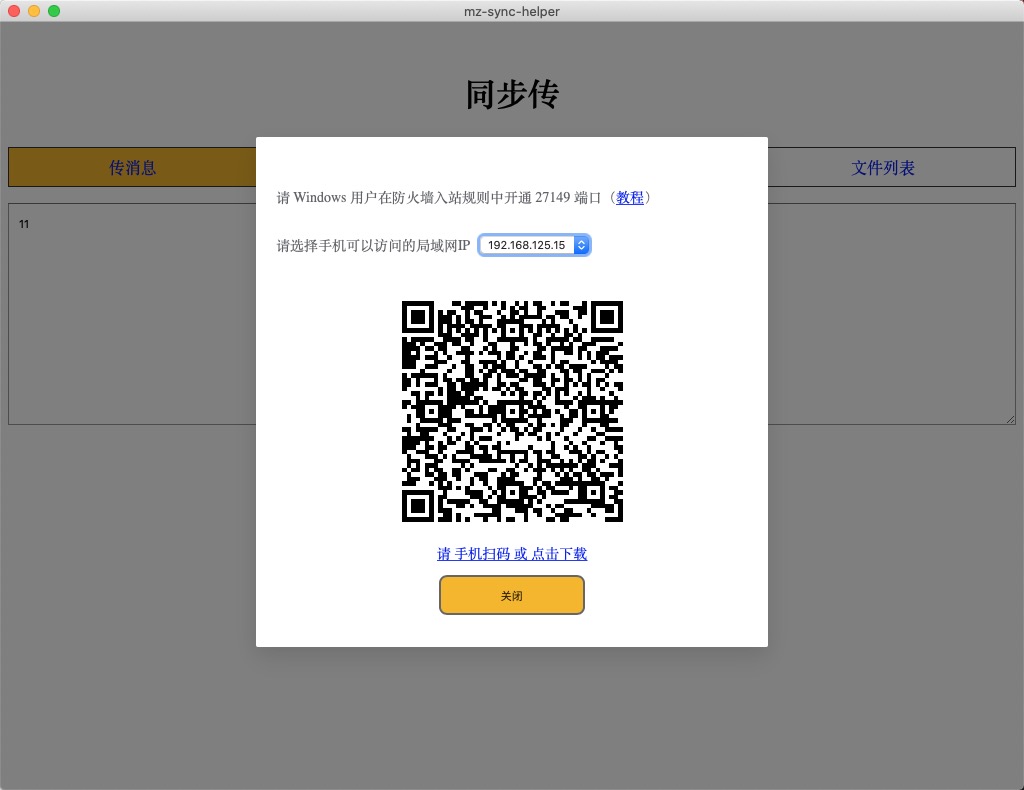 mz-sync-helper
同步传
传消息
文件列表
11
请 Windows 用户在防火墙入站规则中开通 27149 端口（教程）
请选择手机可以访问的局域网IP 192.168.125.15
请 手机扫码 或 点击下载
关闭